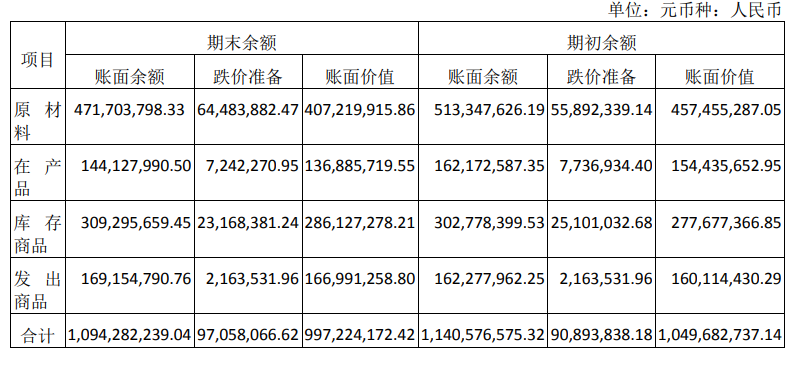 单位：元币种：人民币
项目 期末余额 期初余额
账面余额 跌价准备 账面价值 账面余额 跌价准备 账面价值
原材料 471,703,798.33 64,483,882.47 407,219,915.86 513,347,626.19 55,892,339.14 457,455,287.05
在产品 144,127,990.50 7,242,270.95 136,885,719.55 162,172,587.35 7,736,934.40 154,435,652.95
库存商品 309,295,659.45 23,168,381.24 286,127,278.21 302,778,399.53 25,101,032.68 277,677,366.85
发出商品 169,154,790.76 2,163,531.96 166,991,258.80 162,277,962.25 2,163,531.96 160,114,430.29
合计 1,094,282,239.04 97,058,066.62 997,224,172.42 1,140,576,575.32 90,893,838.18 1,049,682,737.14